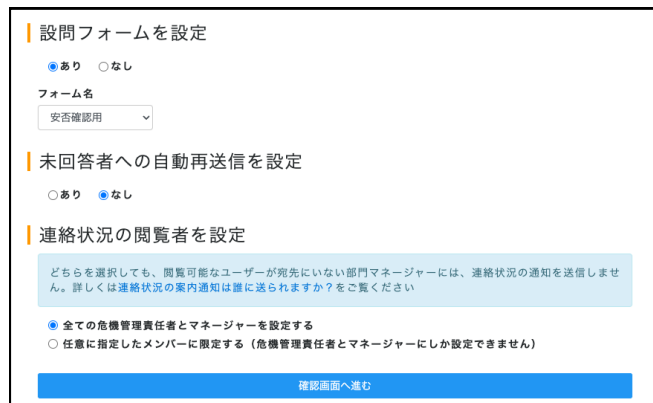 設問フォームを設定
あり なし
フォーム名
安否確認用
未回答者への自動再送信を設定
あり なし
連絡状況の閲覧者を設定
どちらを選択しても、閲覧可能なユーザーが宛先にいない部門マネージャーには、連絡状況の通知を送信しませ
ん。詳しくは連絡状況の案内通知は誰に送られますか？をご覧ください
全ての危機管理責任者とマネージャーを設定する
任意に指定したメンバーに限定する（危機管理責任者とマネージャーにしか設定できません）
確認画面へ進む